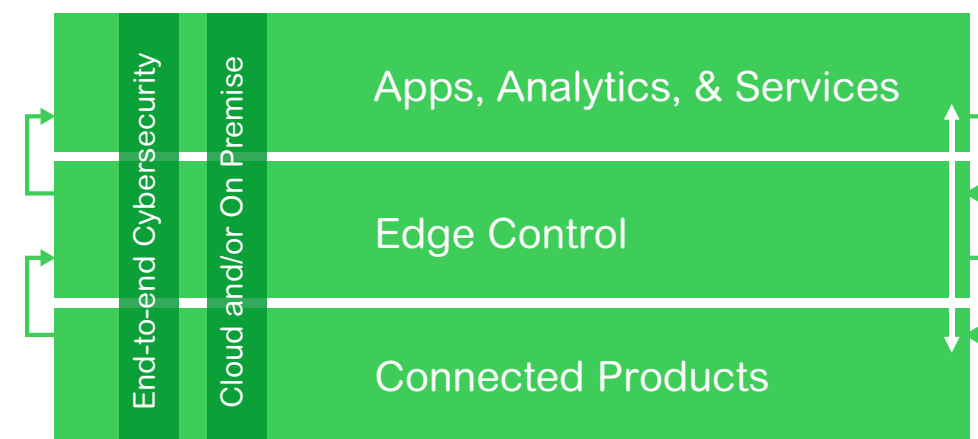 End-to-end Cybersecurity
Cloud and/or On Premise
Apps, Analytics, & Services
Edge Control
Connected Products